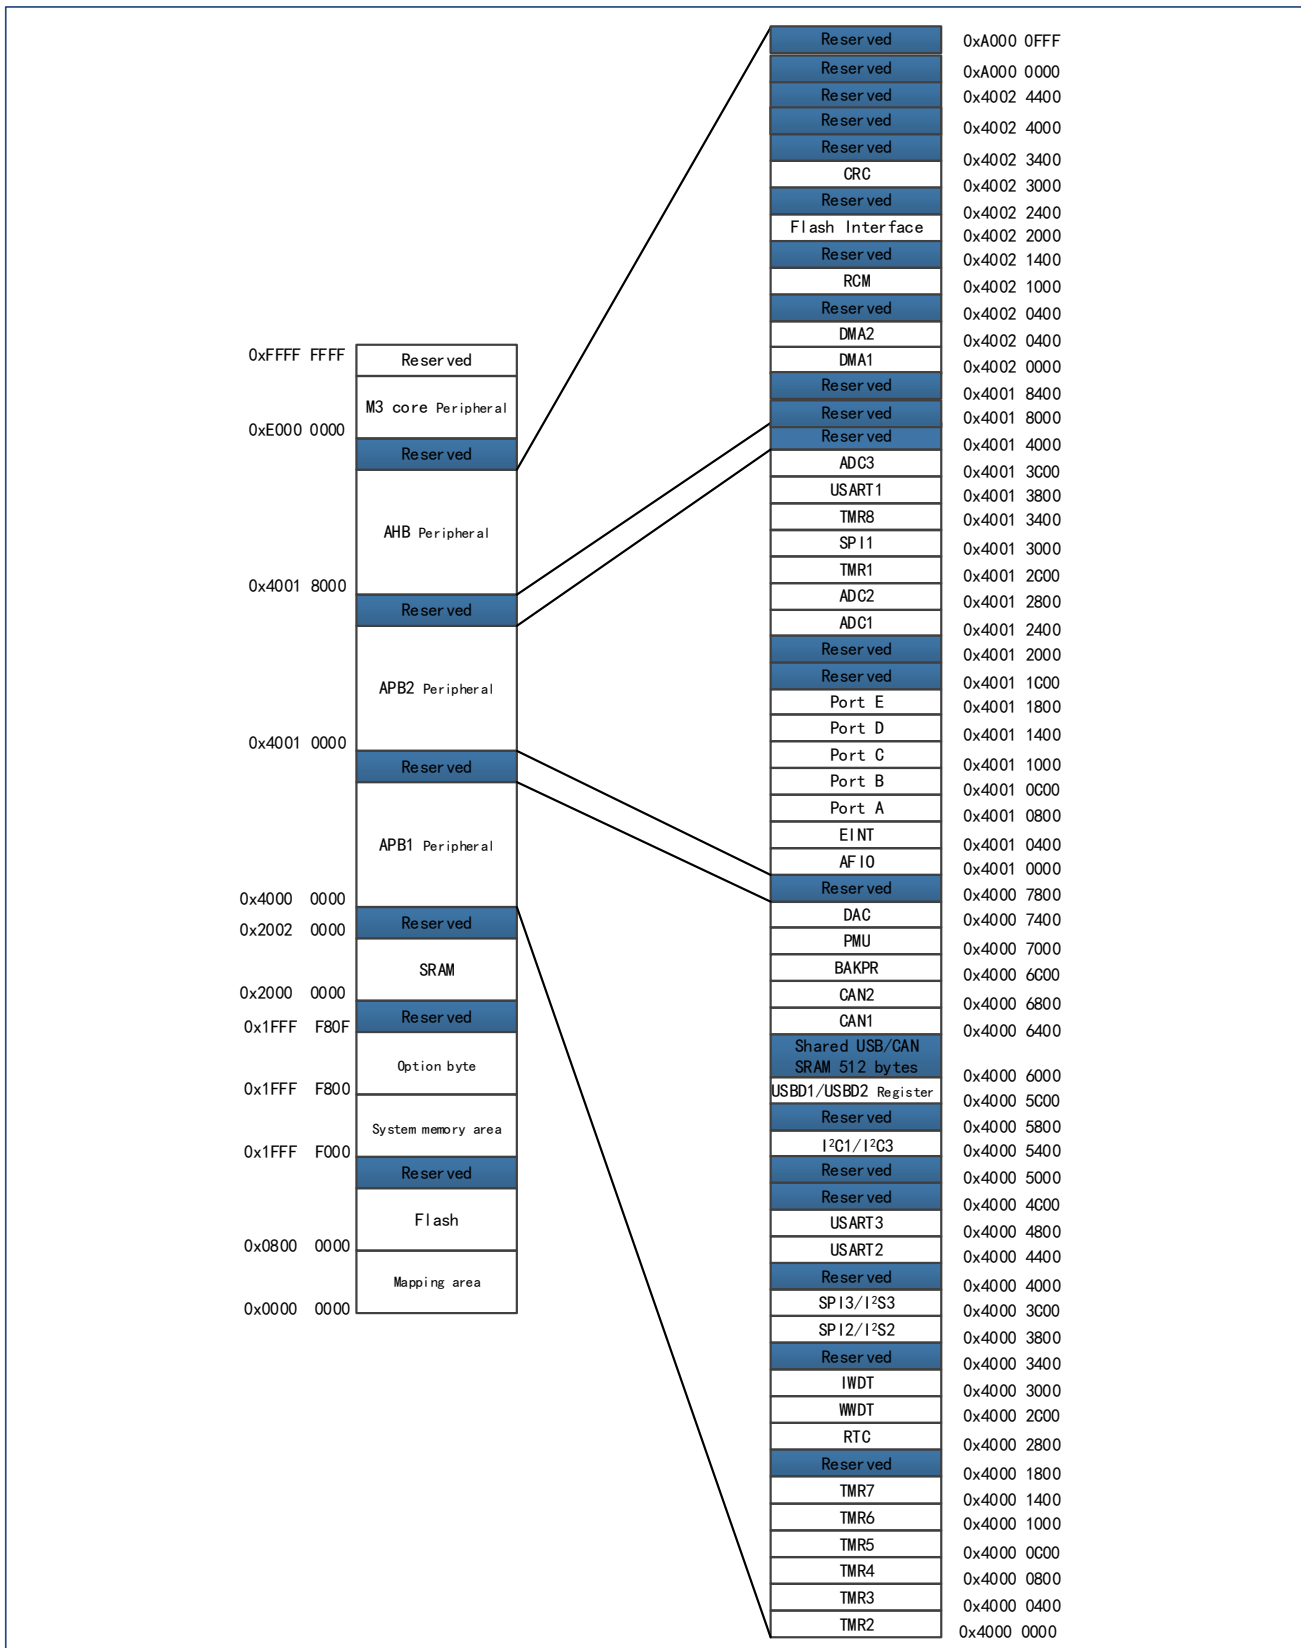 0xFFFF FFFF
Reserved
M3 core Peripheral
0xE000 0000
Reserved
AHB Peripheral
0x4001 8000
Reserved
APB2 Peripheral
0x4001 0000
Reserved
APB1 Peripheral
0x4000 0000
Reserved
0x2002 0000
SRAM
0x2000 0000
Reserved
0x1FFF F80F
Option byte
0x1FFF F800
System memory area
0x1FFF F000
Reserved
Flash
0x0800 0000
Mapping area
0x0000 0000
Reserved 0xA000 0FFF
Reserved 0xA000 0000
Reserved 0x4002 4400
Reserved 0x4002 4000
Reserved 0x4002 3400
CRC 0x4002 3000
Reserved 0x4002 2400
Flash Interface 0x4002 2000
Reserved 0x4002 1400
RCM 0x4002 1000
Reserved 0x4002 0400
DMA2 0x4002 0400
DMA1 0x4002 0000
Reserved 0x4001 8400
Reserved 0x4001 8000
Reserved 0x4001 4000
ADC3 0x4001 3C00
USART1 0x4001 3800
TMR8 0x4001 3400
SPI1 0x4001 3000
TMR1 0x4001 2C00
ADC2 0x4001 2800
ADC1 0x4001 2400
Reserved 0x4001 2000
Reserved 0x4001 1C00
Port E 0x4001 1800
Port D 0x4001 1400
Port C 0x4001 1000
Port B 0x4001 0C00
Port A 0x4001 0800
EINT 0x4001 0400
AFIO 0x4001 0000
Reserved 0x4000 7800
DAC 0x4000 7400
PMU 0x4000 7000
BAKPR 0x4000 6C00
CAN2 0x4000 6800
CAN1 0x4000 6400
Shared USB/CAN
SRAM 512 bytes 0x4000 6000
USBD1/USBD2 Register 0x4000 5C00
Reserved 0x4000 5800
I²C1/I²C3 0x4000 5400
Reserved 0x4000 5000
Reserved 0x4000 4C00
USART3 0x4000 4800
USART2 0x4000 4400
Reserved 0x4000 4000
SPI3/I²S3 0x4000 3C00
SPI2/I²S2 0x4000 3800
Reserved 0x4000 3400
IWDT 0x4000 3000
WWDT 0x4000 2C00
RTC 0x4000 2800
Reserved 0x4000 1800
TMR7 0x4000 1400
TMR6 0x4000 1000
TMR5 0x4000 0C00
TMR4 0x4000 0800
TMR3 0x4000 0400
TMR2 0x4000 0000